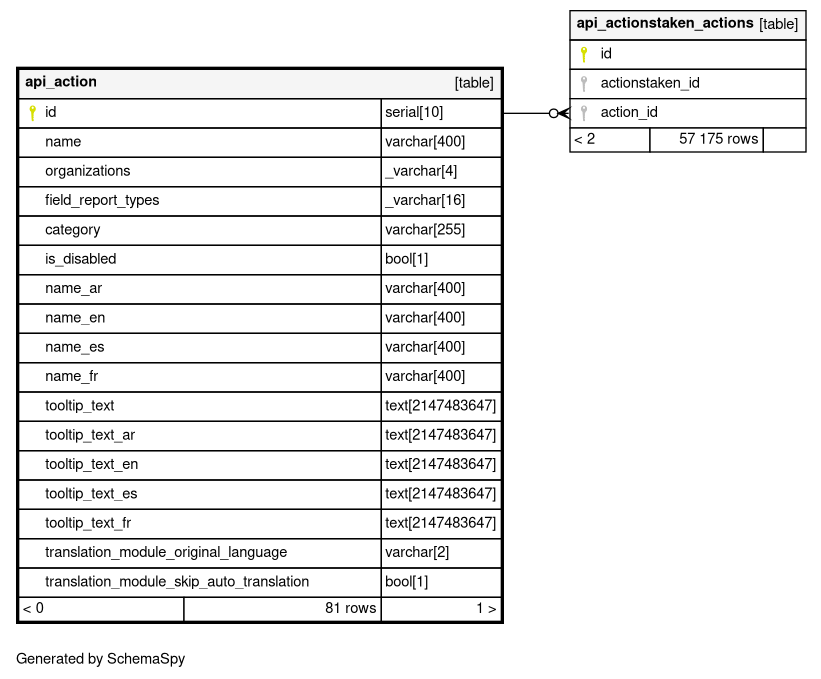 api_actionstaken_actions [table]
id
actionstaken_id
action_id
< 2 57 175 rows
api_action [table]
id serial[10]
name varchar[400]
organizations _varchar[4]
field_report_types _varchar[16]
category varchar[255]
is_disabled bool[1]
name_ar varchar[400]
name_en varchar[400]
name_es varchar[400]
name_fr varchar[400]
tooltip_text text[2147483647]
tooltip_text_ar text[2147483647]
tooltip_text_en text[2147483647]
tooltip_text_es text[2147483647]
tooltip_text_fr text[2147483647]
translation_module_original_language varchar[2]
translation_module_skip_auto_translation bool[1]
< 0 81 rows 1 >
Generated by SchemaSpy